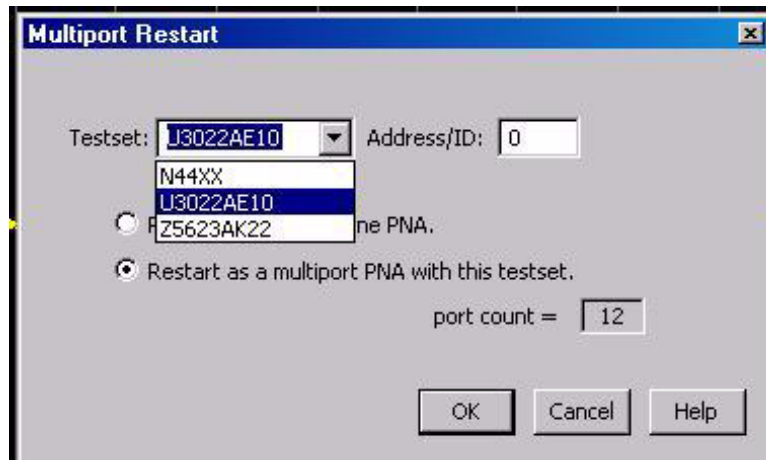 Multiport Restart
Testset: U3022AE10 Address/ID: 0
N44XX
U3022AE10
Z5623AK22
ne PNA.
Restart as a multiport PNA with this testset.
port count = 12
OK Cancel Help